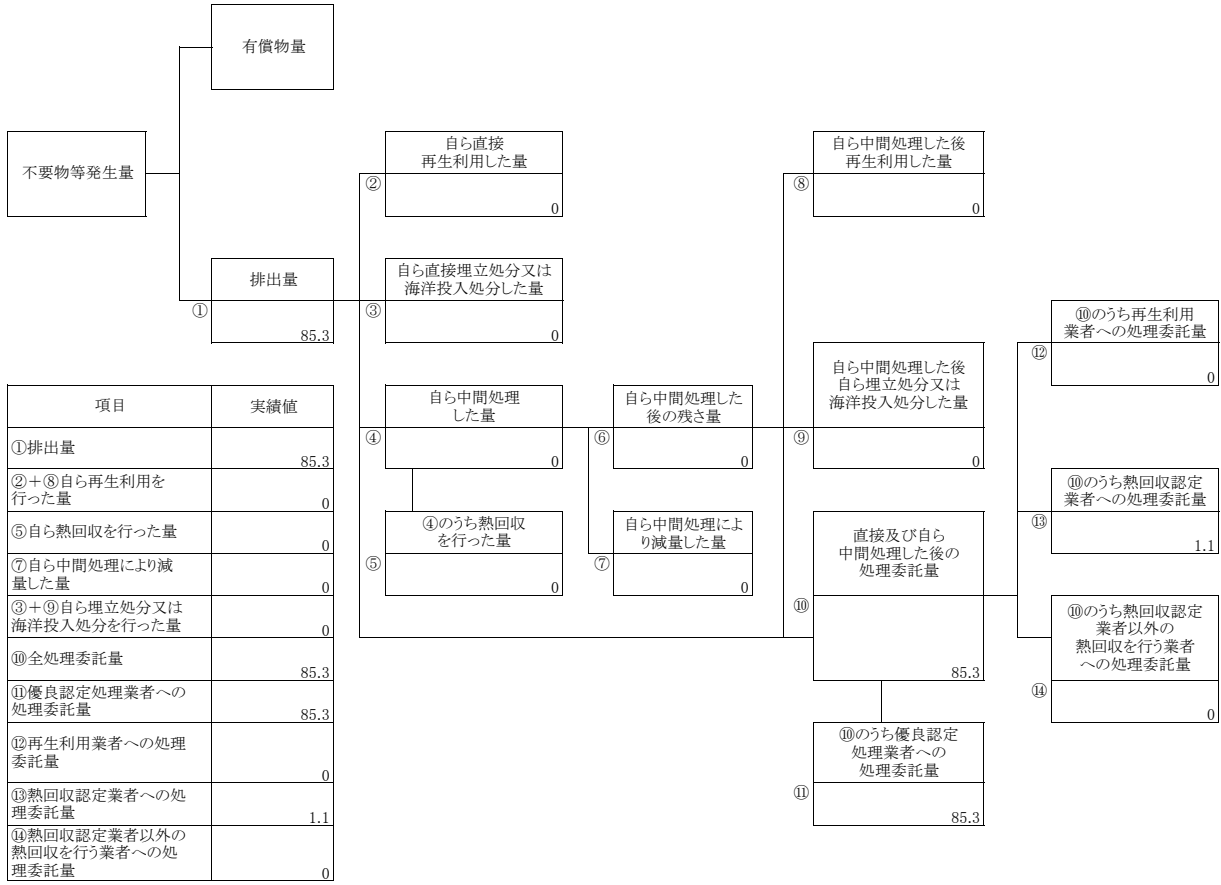 有償物量
不要物等発生量
自ら直接
再生利用した量
②
0
自ら中間処理した後
再生利用した量
⑧
0
排出量
①
85.3
自ら直接埋立処分又は
海洋投入処分した量
③
0
⑩のうち再生利用
業者への処理委託量
⑫
0
自ら中間処理した後
自ら埋立処分又は
海洋投入処分した量
⑨
0
自ら中間処理
した量
④
0
自ら中間処理した
後の残さ量
⑥
0
⑩のうち熱回収認定
業者への処理委託量
⑬
1.1
④のうち熱回収
を行った量
⑤
0
自ら中間処理によ
り減量した量
⑦
0
直接及び自ら
中間処理した後の
処理委託量
⑩
85.3
⑩のうち熱回収認定
業者以外の
熱回収を行う業者
への処理委託量
⑭
0
⑩のうち優良認定
処理業者への
処理委託量
⑪
85.3
項目 実績値
①排出量
85.3
②＋⑧自ら再生利用を
行った量
0
⑤自ら熱回収を行った量
0
⑦自ら中間処理により減
量した量
0
③＋⑨自ら埋立処分又は
海洋投入処分を行った量
0
⑩全処理委託量
85.3
⑪優良認定処理業者への
処理委託量
85.3
⑫再生利用業者への処理
委託量
0
⑬熱回収認定業者への処
理委託量
1.1
⑭熱回収認定業者以外の
熱回収を行う業者への処
理委託量
0